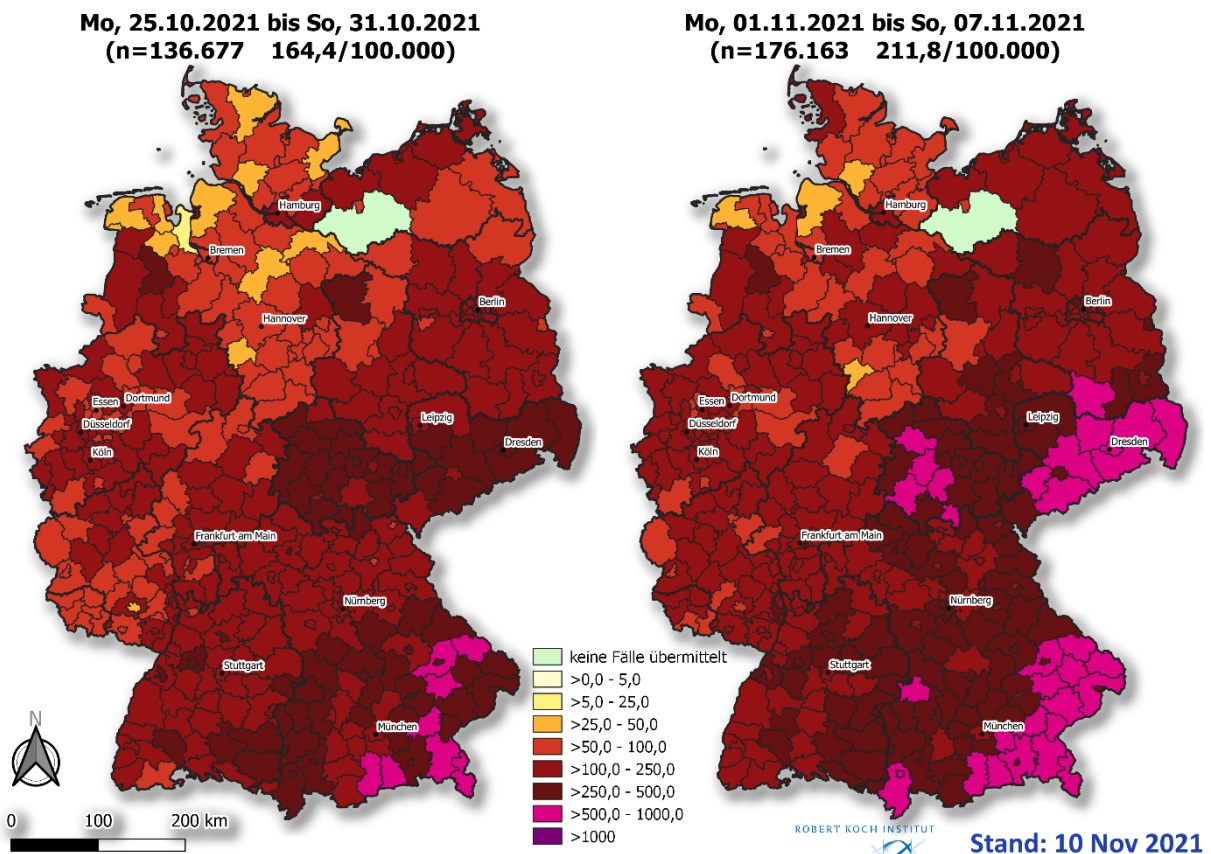 Mo, 25.10.2021 bis So, 31.10.2021
(n=136.677 164,4/100.000)
Mo, 01.11.2021 bis So, 07.11.2021
(n=176.163 211,8/100.000)
Hamburg
Bremen
Berlin
Hannover
Essen
Dortmund
Düsseldorf
Leipzig
Köln
Dresden
Frankfurt am Main
Nürnberg
Stuttgart
München
Hamburg
Bremen
Berlin
Hannover
Essen
Dortmund
Düsseldorf
Leipzig
Köln
Dresden
Frankfurt am Main
Nürnberg
Stuttgart
München
keine Fälle übermittelt
>0,0 - 5,0
>5,0 - 25,0
>25,0 - 50,0
>50,0 - 100,0
>100,0 - 250,0
>250,0 - 500,0
>500,0 - 1000,0
>1000
N
0 100 200 km
ROBERT KOCH INSTITUT
Stand: 10 Nov 2021